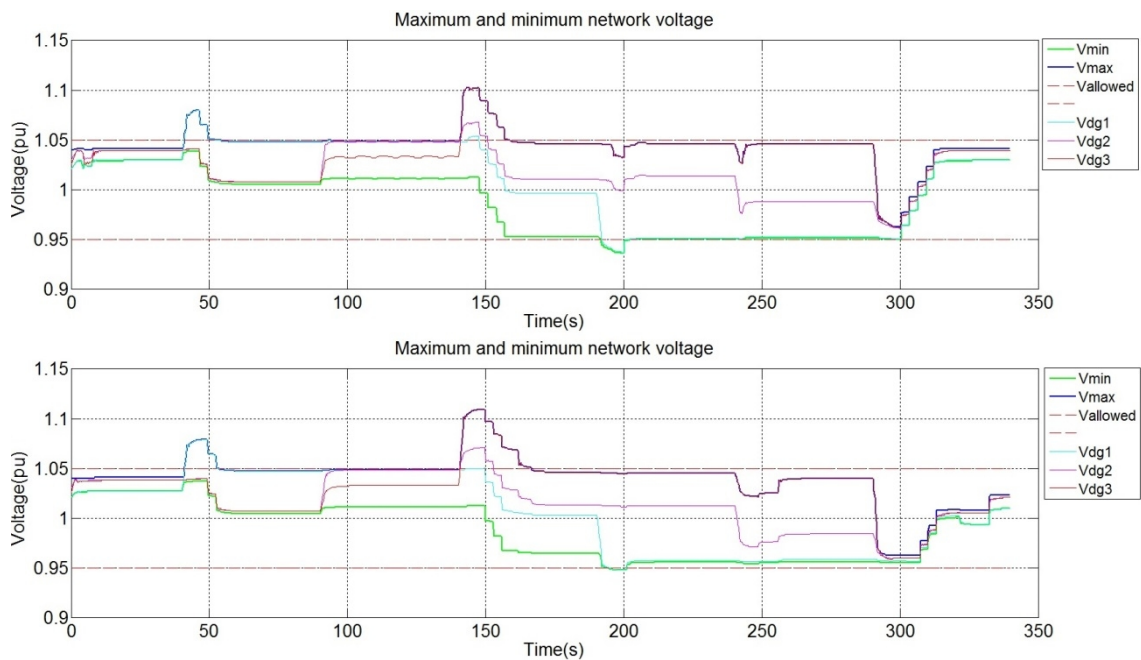 Maximum and minimum network voltage
1.15
1.1
1.05
1
0.95
0.9
Voltage(pu)
0 50 100 150 200 250 300 350
Time(s)
Vmin
Vmax
Vallowed
Vdg1
Vdg2
Vdg3
Maximum and minimum network voltage
1.15
1.1
1.05
1
0.95
0.9
Voltage(pu)
0 50 100 150 200 250 300 350
Time(s)
Vmin
Vmax
Vallowed
Vdg1
Vdg2
Vdg3